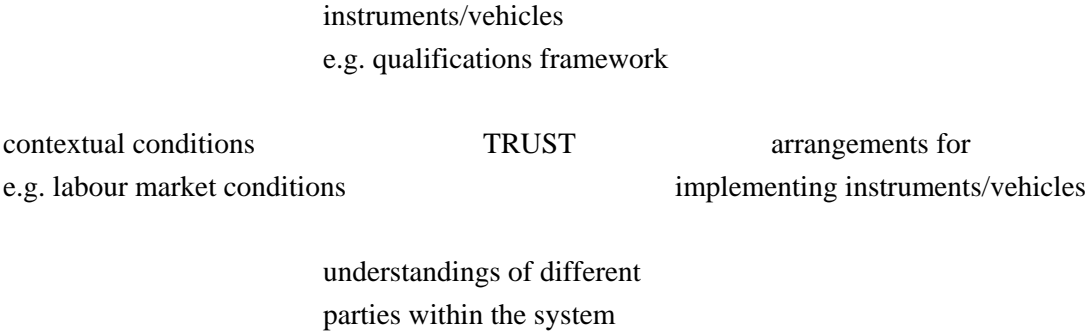 instruments/vehicles
e.g. qualifications framework
contextual conditions TRUST arrangements for
e.g. labour market conditions implementing instruments/vehicles
understandings of different
parties within the system